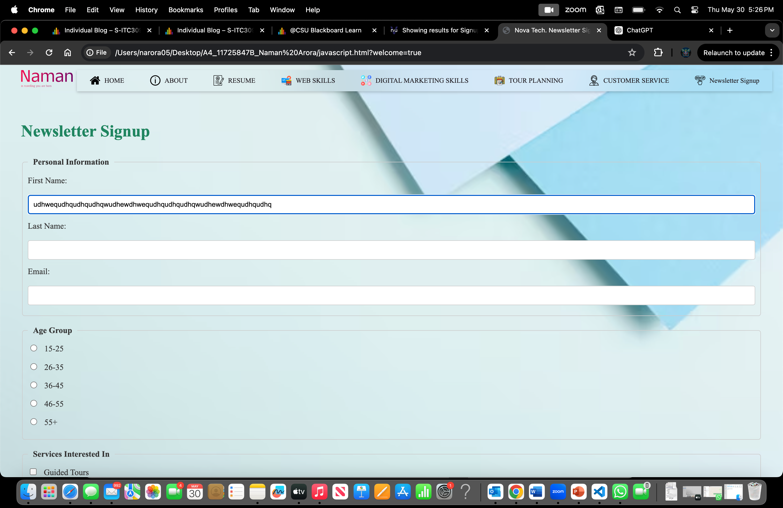 Chrome File Edit View History Bookmarks Profiles Tab Window Help zoom Thu May 30 5:26 PM
Individual Blog – S-ITC30 Individual Blog – S-ITC30 @CSU Blackboard Learn Showing results for Sign Nova Tech. Newsletter Si ChatGPT
File /Users/narora05/Desktop/A4_11725847B_Naman%20Arora/javascript.html?welcome=true Relaunch to update
Naman HOME ABOUT RESUME WEB SKILLS DIGITAL MARKETING SKILLS TOUR PLANNING CUSTOMER SERVICE Newsletter Signup
Newsletter Signup
Personal Information
First Name:
udhwequdhqudhqudhqwudhewdhwequdhqudhqudhqwudhewdhwequdhqudhq
Last Name:
Email:
Age Group
15-25
26-35
36-45
46-55
55+
Services Interested In
Guided Tours